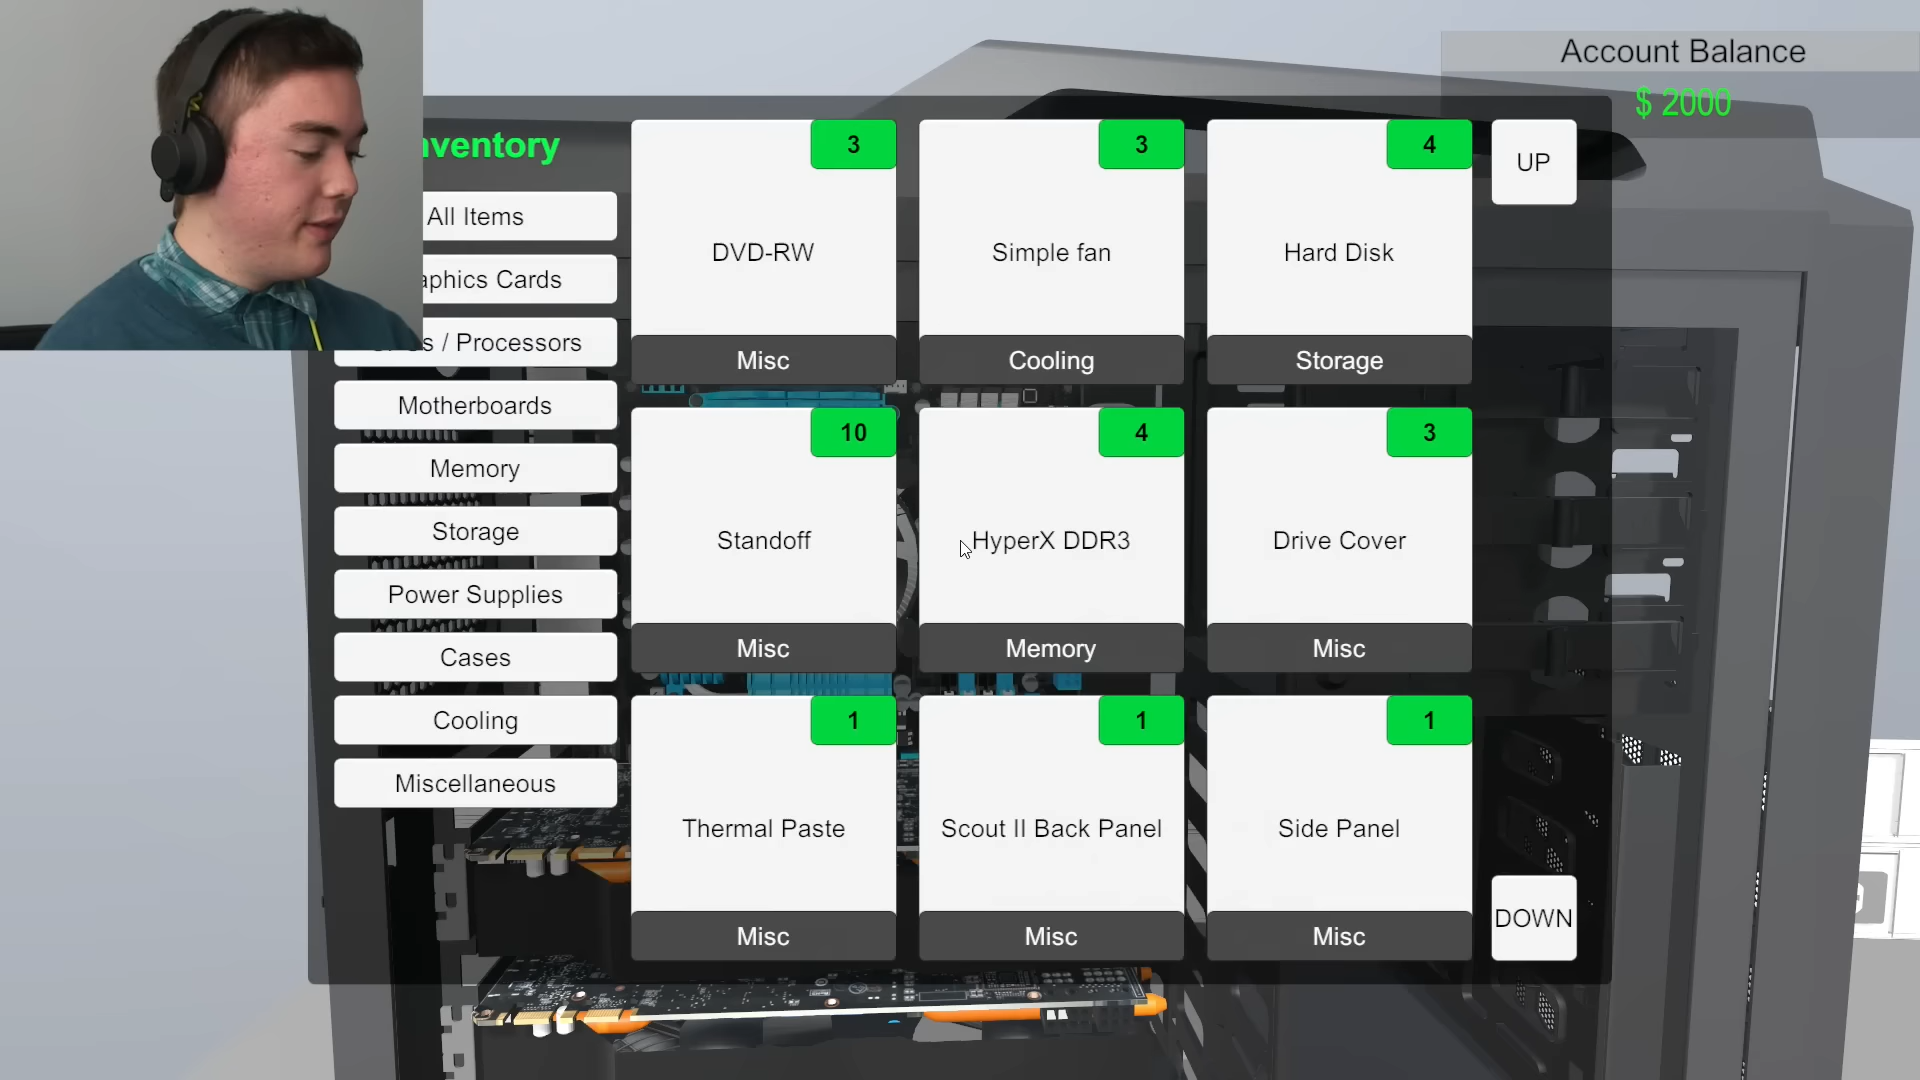 Account Balance
$ 2000
nventory
All Items
aphics Cards
s / Processors
Motherboards
Memory
Storage
Power Supplies
Cases
Cooling
Miscellaneous
3
DVD-RW
Misc
3
Simple fan
Cooling
4
Hard Disk
Storage
10
Standoff
Misc
4
HyperX DDR3
Memory
3
Drive Cover
Misc
1
Thermal Paste
Misc
1
Scout II Back Panel
Misc
1
Side Panel
Misc
UP
DOWN